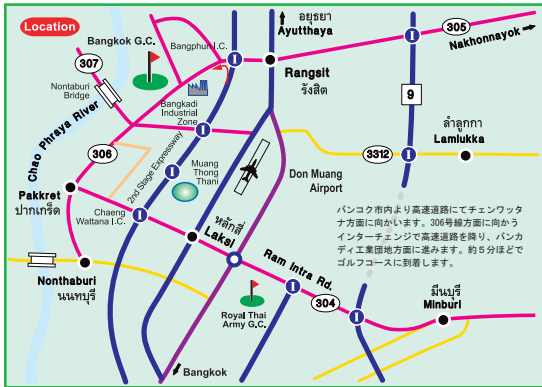 Location
อยุธยา
Ayutthaya
305
Nakhonnayok
Bangkok G.C.
Bangphun I.C.
307
Rangsit
รังสิต
Nontaburi
Bridge
Bangkadi
Industrial
Zone
9
Chao Phraya River
306
2nd Stage Expressway
ลำลูกกา
Lamlukka
3312
Muang
Thong
Thani
Don Muang
Airport
Pakkret
ปากเกร็ด
Chaeng
Wattana I.C.
หลักสี่
Laksi
バンコク市内より高速道路にてチェンワッタ
ナ方面に向かいます。306号線方面に向かう
インターチェンジで高速道路を降り、バンカ
ディ工業団地方面に進みます。約５分ほどで
ゴルフコースに到着します。
Nonthaburi
นนทบุรี
Ram Intra Rd.
304
Royal Thai
Army G.C.
มีนบุรี
Minburi
Bangkok